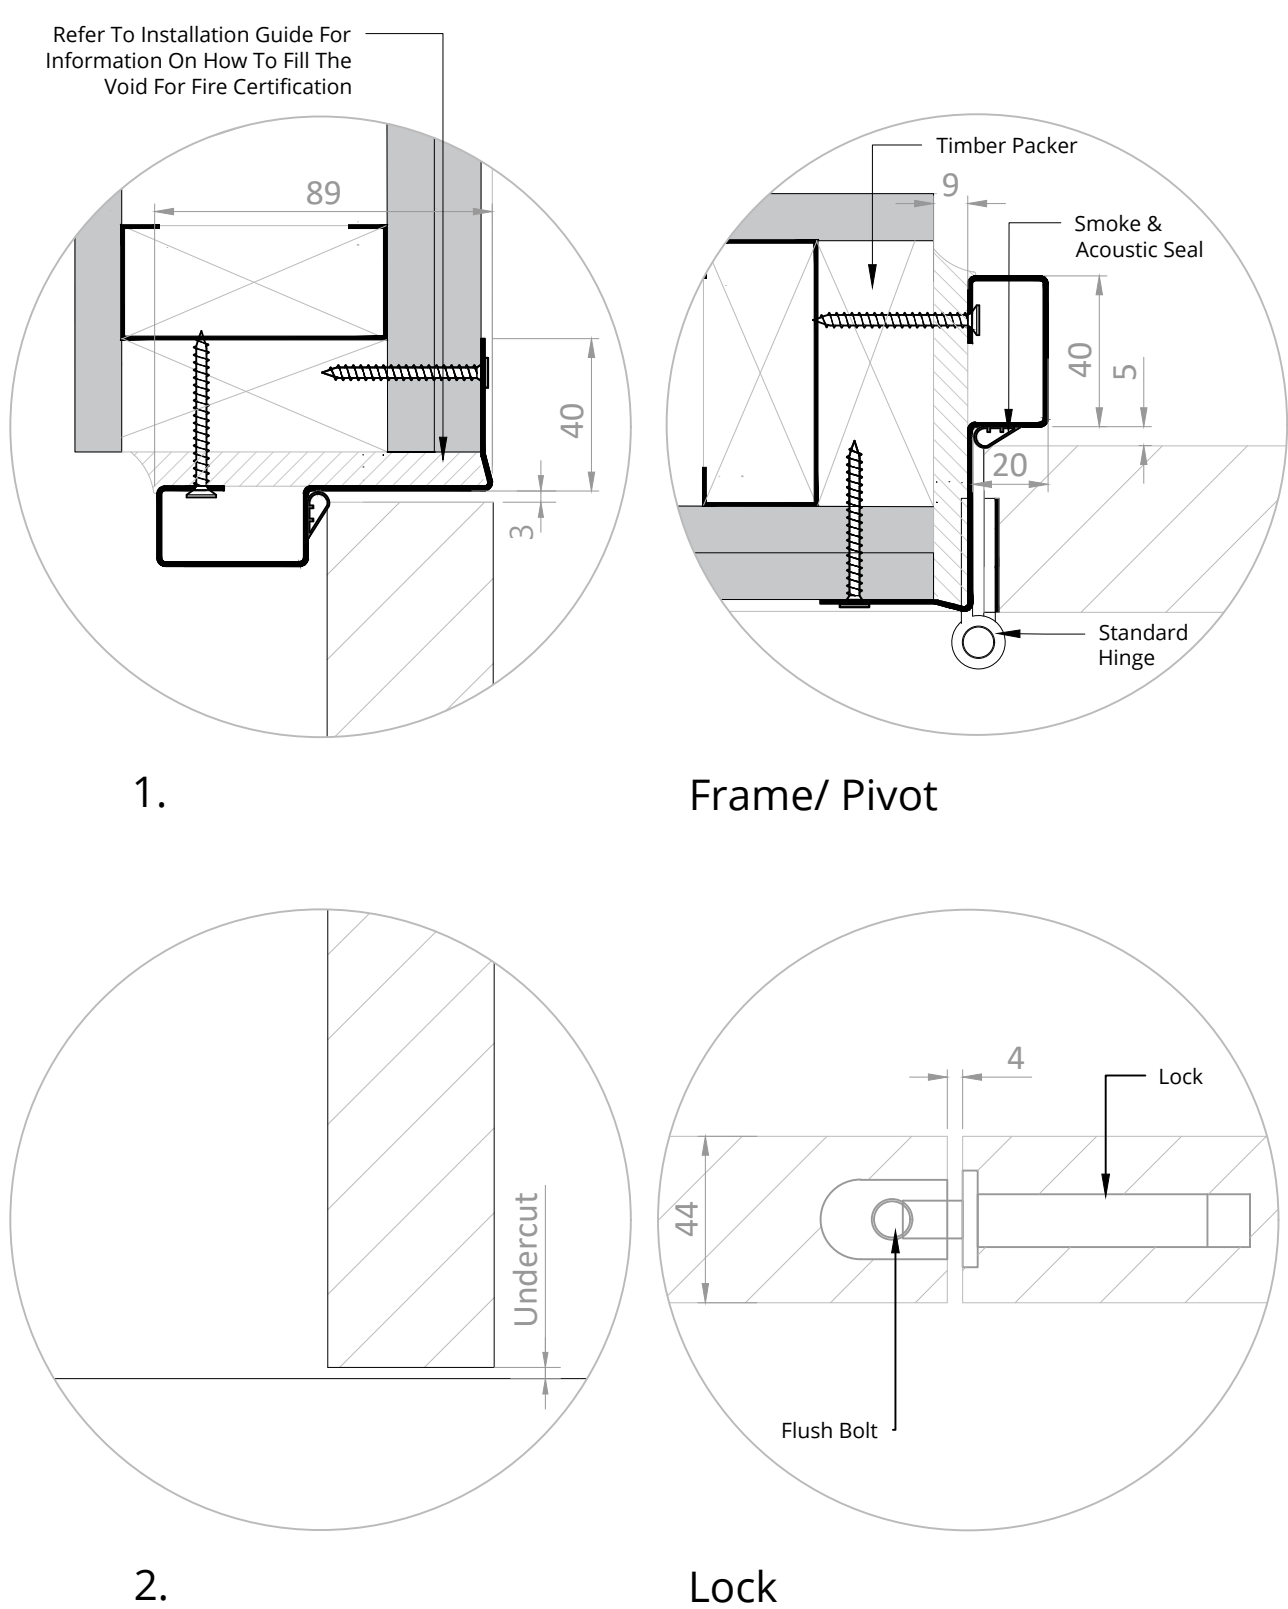 Refer To Installation Guide For
Information On How To Fill The
Void For Fire Certification
89
40
3
1.
Timber Packer
9
Smoke &
Acoustic Seal
40
5
20
Standard
Hinge
Frame/ Pivot
Undercut
2.
4
Lock
44
Flush Bolt
Lock